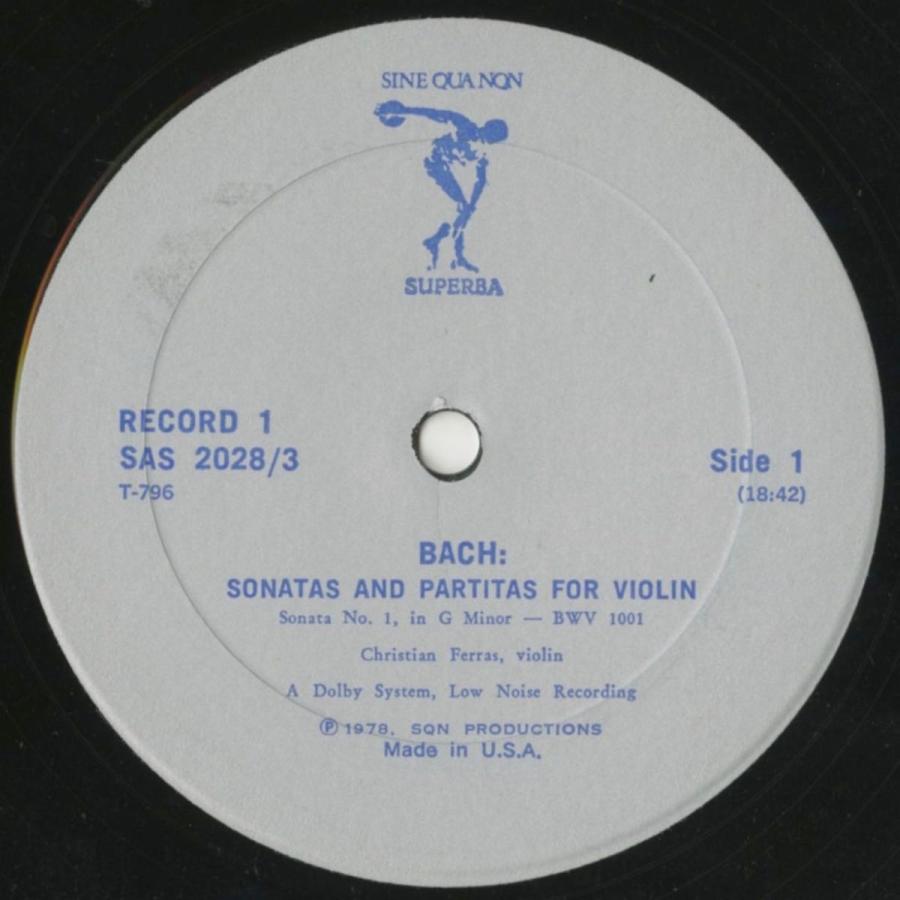 SINE QUA NON
SUPERBA
RECORD 1
SAS 2028/3
T-796
Side 1
(18:42)
BACH:
SONATAS AND PARTITAS FOR VIOLIN
Sonata No. 1, in G Minor — BWV 1001
Christian Ferras, violin
A Dolby System, Low Noise Recording
℗ 1978, SQN PRODUCTIONS
Made in U.S.A.